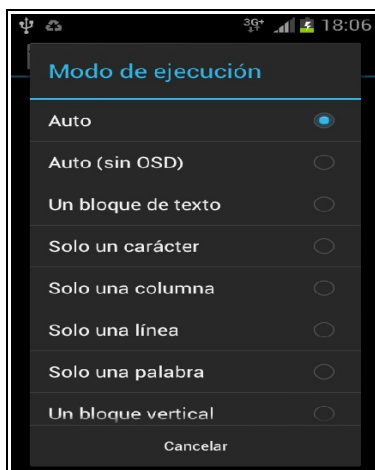 3G+ 18:06
Modo de ejecución
Auto
Auto (sin OSD)
Un bloque de texto
Solo un carácter
Solo una columna
Solo una línea
Solo una palabra
Un bloque vertical
Cancelar